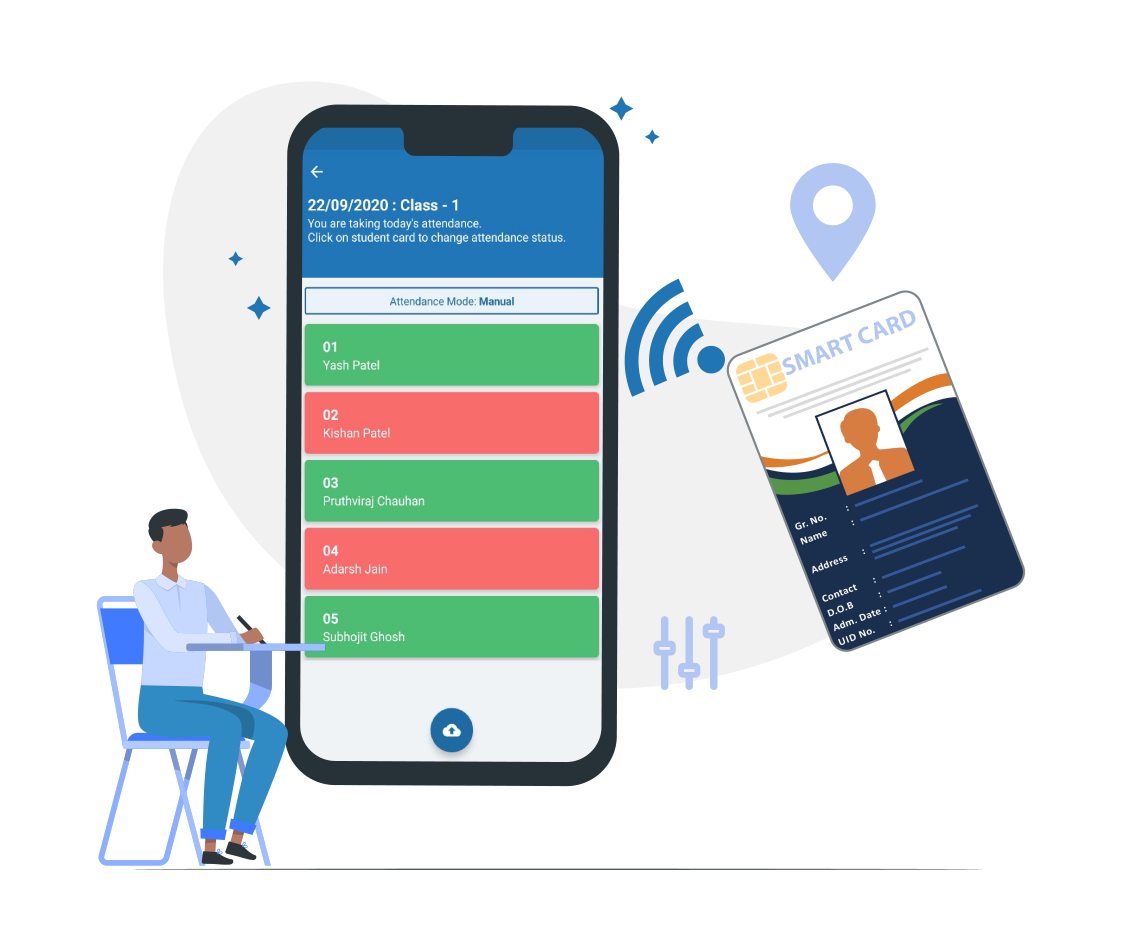 22/09/2020 : Class - 1
You are taking today's attendance.
Click on student card to change attendance status.
Attendance Mode: Manual
01
Yash Patel
02
Kishan Patel
03
Pruthviraj Chauhan
04
Adarsh Jain
05
Subhojit Ghosh
SMART CARD
Gr. No. :
Name :
Address :
Contact :
D.O.B :
Adm. Date :
UID No. :